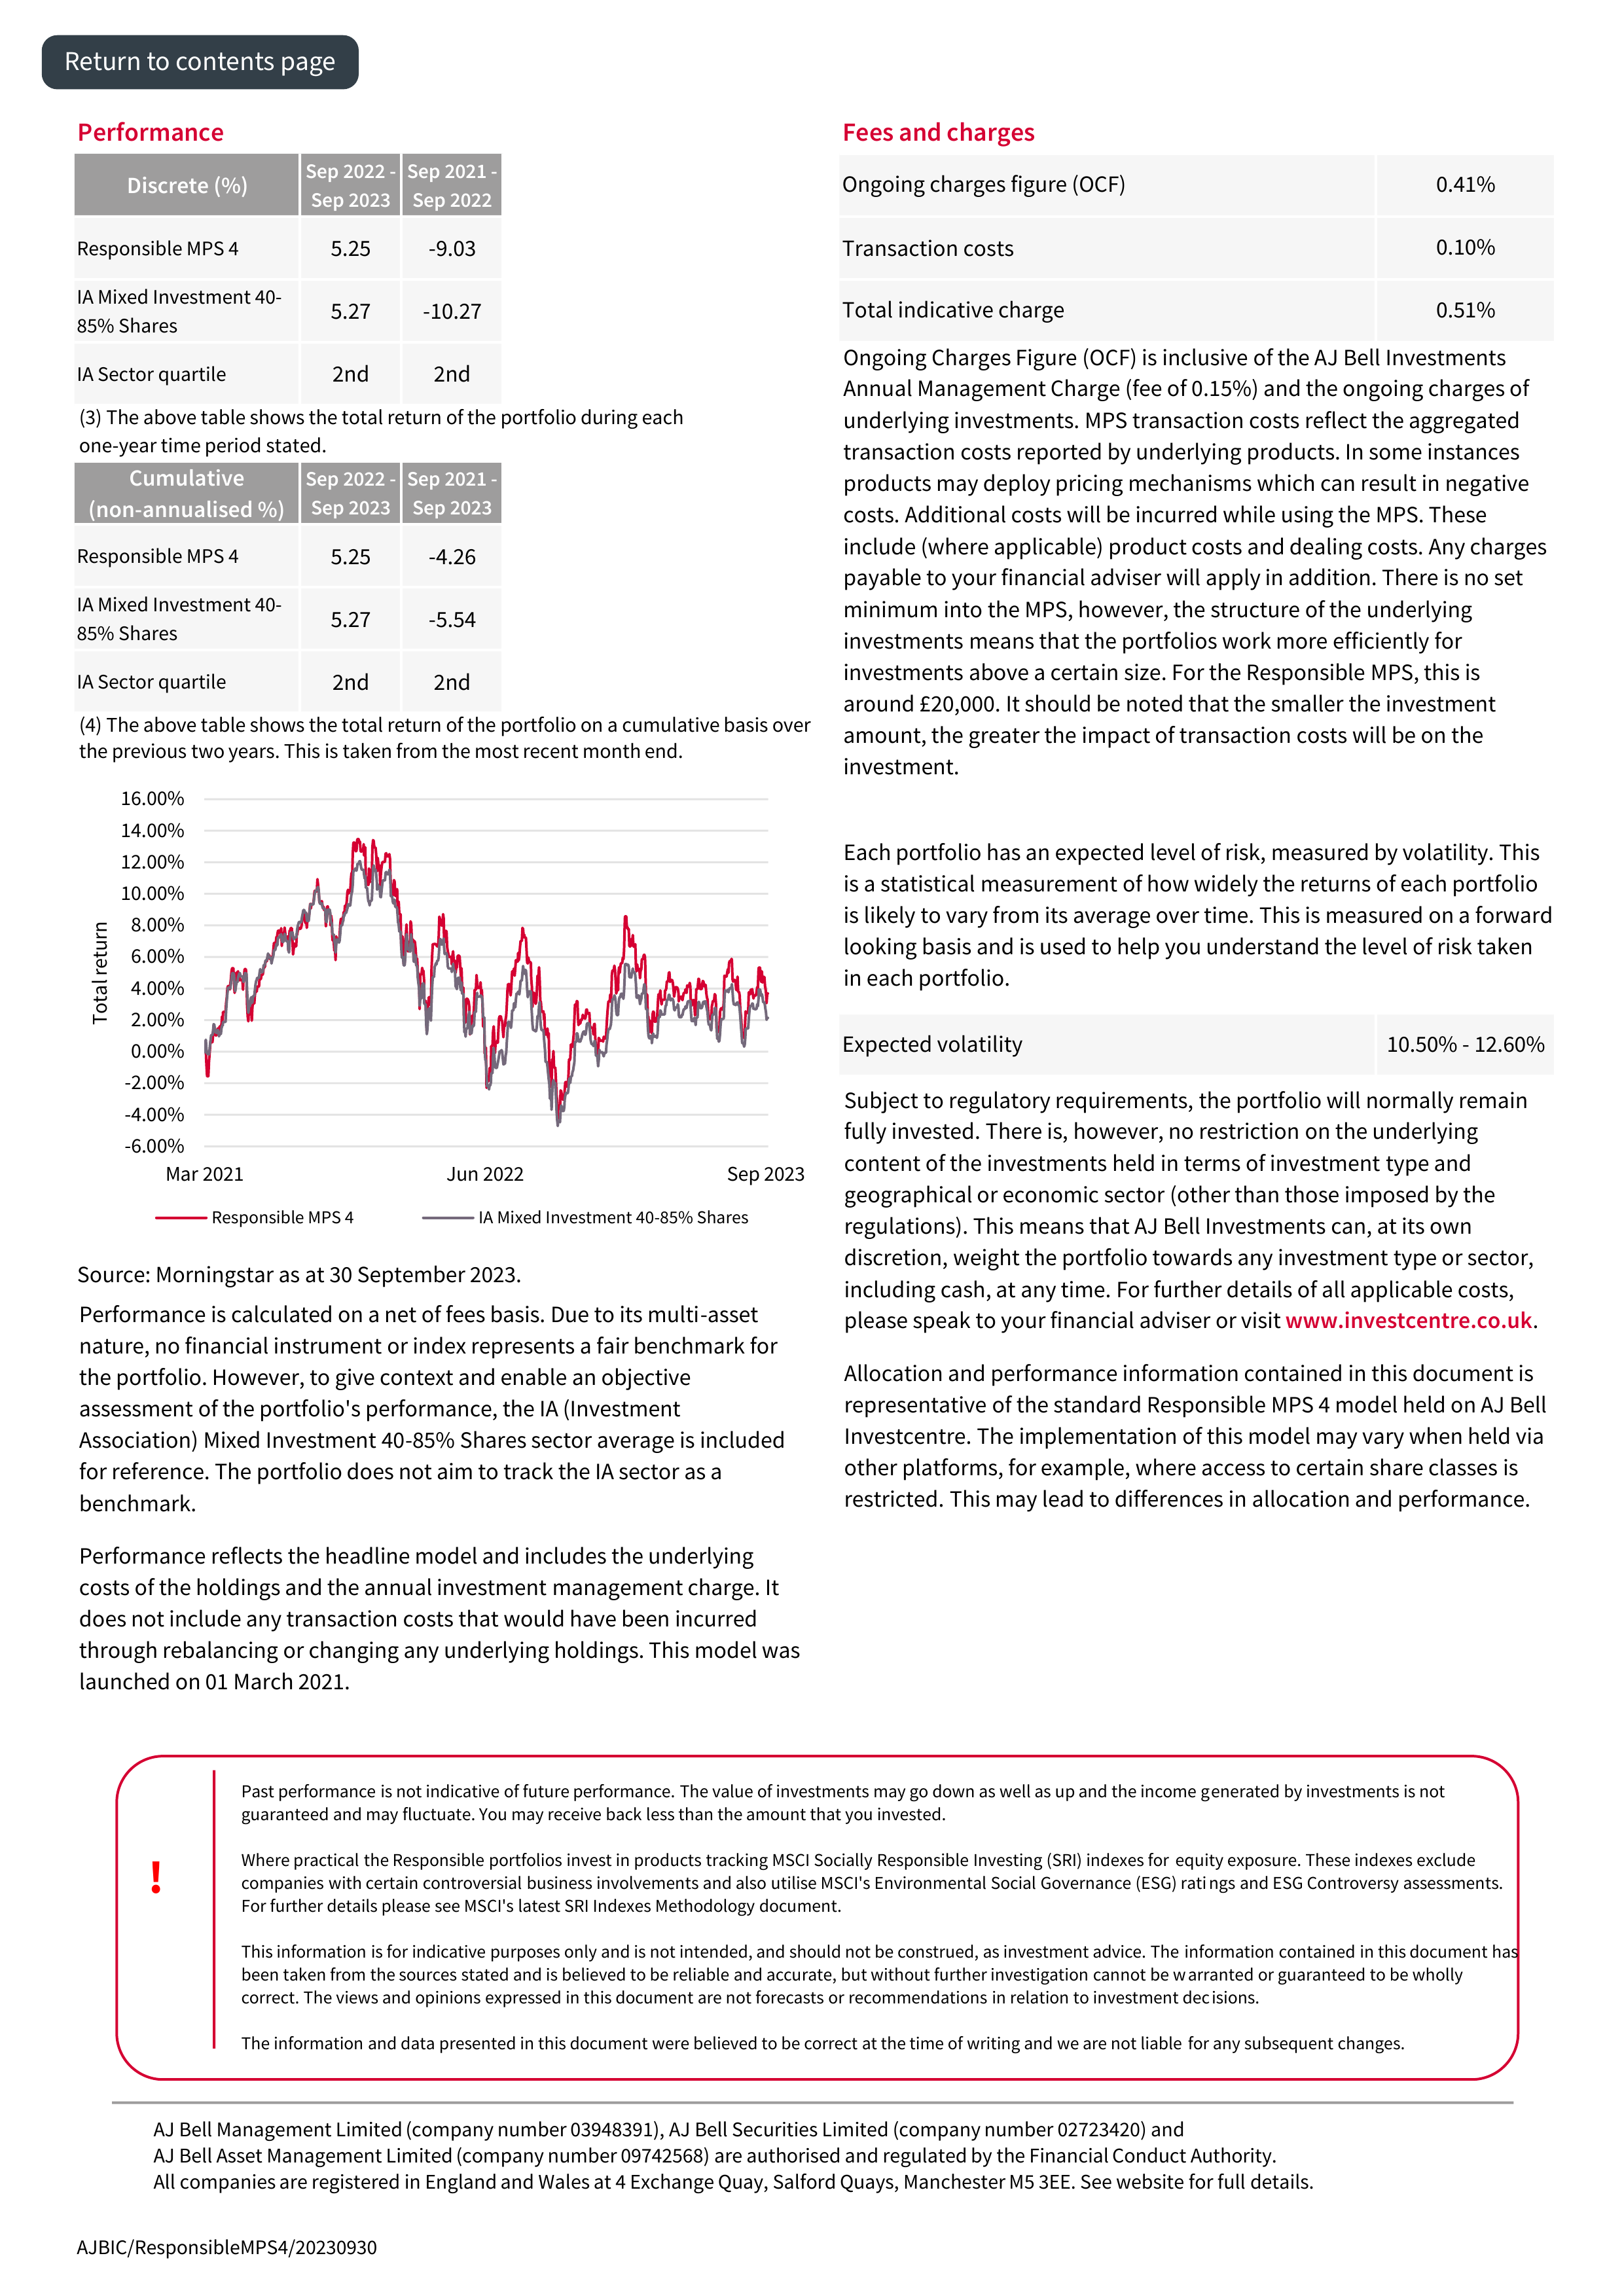 Return to contents page
Performance
Discrete (%)
Sep 2022 -
Sep 2023
Sep 2021 -
Sep 2022
Responsible MPS 4
5.25
-9.03
IA Mixed Investment 40-
85% Shares
5.27
-10.27
IA Sector quartile
2nd
2nd
(3) The above table shows the total return of the portfolio during each
one-year time period stated.
Cumulative
(non-annualised %)
Sep 2022 -
Sep 2023
Sep 2021 -
Sep 2023
Responsible MPS 4
5.25
-4.26
IA Mixed Investment 40-
85% Shares
5.27
-5.54
IA Sector quartile
2nd
2nd
(4) The above table shows the total return of the portfolio on a cumulative basis over
the previous two years. This is taken from the most recent month end.
Total return
16.00%
14.00%
12.00%
10.00%
8.00%
6.00%
4.00%
2.00%
0.00%
-2.00%
-4.00%
-6.00%
Mar 2021
Jun 2022
Sep 2023
Responsible MPS 4
IA Mixed Investment 40-85% Shares
Source: Morningstar as at 30 September 2023.
Performance is calculated on a net of fees basis. Due to its multi-asset
nature, no financial instrument or index represents a fair benchmark for
the portfolio. However, to give context and enable an objective
assessment of the portfolio's performance, the IA (Investment
Association) Mixed Investment 40-85% Shares sector average is included
for reference. The portfolio does not aim to track the IA sector as a
benchmark.
Performance reflects the headline model and includes the underlying
costs of the holdings and the annual investment management charge. It
does not include any transaction costs that would have been incurred
through rebalancing or changing any underlying holdings. This model was
launched on 01 March 2021.
Fees and charges
Ongoing charges figure (OCF)
0.41%
Transaction costs
0.10%
Total indicative charge
0.51%
Ongoing Charges Figure (OCF) is inclusive of the AJ Bell Investments
Annual Management Charge (fee of 0.15%) and the ongoing charges of
underlying investments. MPS transaction costs reflect the aggregated
transaction costs reported by underlying products. In some instances
products may deploy pricing mechanisms which can result in negative
costs. Additional costs will be incurred while using the MPS. These
include (where applicable) product costs and dealing costs. Any charges
payable to your financial adviser will apply in addition. There is no set
minimum into the MPS, however, the structure of the underlying
investments means that the portfolios work more efficiently for
investments above a certain size. For the Responsible MPS, this is
around £20,000. It should be noted that the smaller the investment
amount, the greater the impact of transaction costs will be on the
investment.
Each portfolio has an expected level of risk, measured by volatility. This
is a statistical measurement of how widely the returns of each portfolio
is likely to vary from its average over time. This is measured on a forward
looking basis and is used to help you understand the level of risk taken
in each portfolio.
Expected volatility
10.50% - 12.60%
Subject to regulatory requirements, the portfolio will normally remain
fully invested. There is, however, no restriction on the underlying
content of the investments held in terms of investment type and
geographical or economic sector (other than those imposed by the
regulations). This means that AJ Bell Investments can, at its own
discretion, weight the portfolio towards any investment type or sector,
including cash, at any time. For further details of all applicable costs,
please speak to your financial adviser or visit www.investcentre.co.uk.
Allocation and performance information contained in this document is
representative of the standard Responsible MPS 4 model held on AJ Bell
Investcentre. The implementation of this model may vary when held via
other platforms, for example, where access to certain share classes is
restricted. This may lead to differences in allocation and performance.
!
Past performance is not indicative of future performance. The value of investments may go down as well as up and the income generated by investments is not
guaranteed and may fluctuate. You may receive back less than the amount that you invested.
Where practical the Responsible portfolios invest in products tracking MSCI Socially Responsible Investing (SRI) indexes for equity exposure. These indexes exclude
companies with certain controversial business involvements and also utilise MSCI's Environmental Social Governance (ESG) ratings and ESG Controversy assessments.
For further details please see MSCI's latest SRI Indexes Methodology document.
This information is for indicative purposes only and is not intended, and should not be construed, as investment advice. The information contained in this document has
been taken from the sources stated and is believed to be reliable and accurate, but without further investigation cannot be warranted or guaranteed to be wholly
correct. The views and opinions expressed in this document are not forecasts or recommendations in relation to investment decisions.
The information and data presented in this document were believed to be correct at the time of writing and we are not liable for any subsequent changes.
AJ Bell Management Limited (company number 03948391), AJ Bell Securities Limited (company number 02723420) and
AJ Bell Asset Management Limited (company number 09742568) are authorised and regulated by the Financial Conduct Authority.
All companies are registered in England and Wales at 4 Exchange Quay, Salford Quays, Manchester M5 3EE. See website for full details.
AJBIC/ResponsibleMPS4/20230930